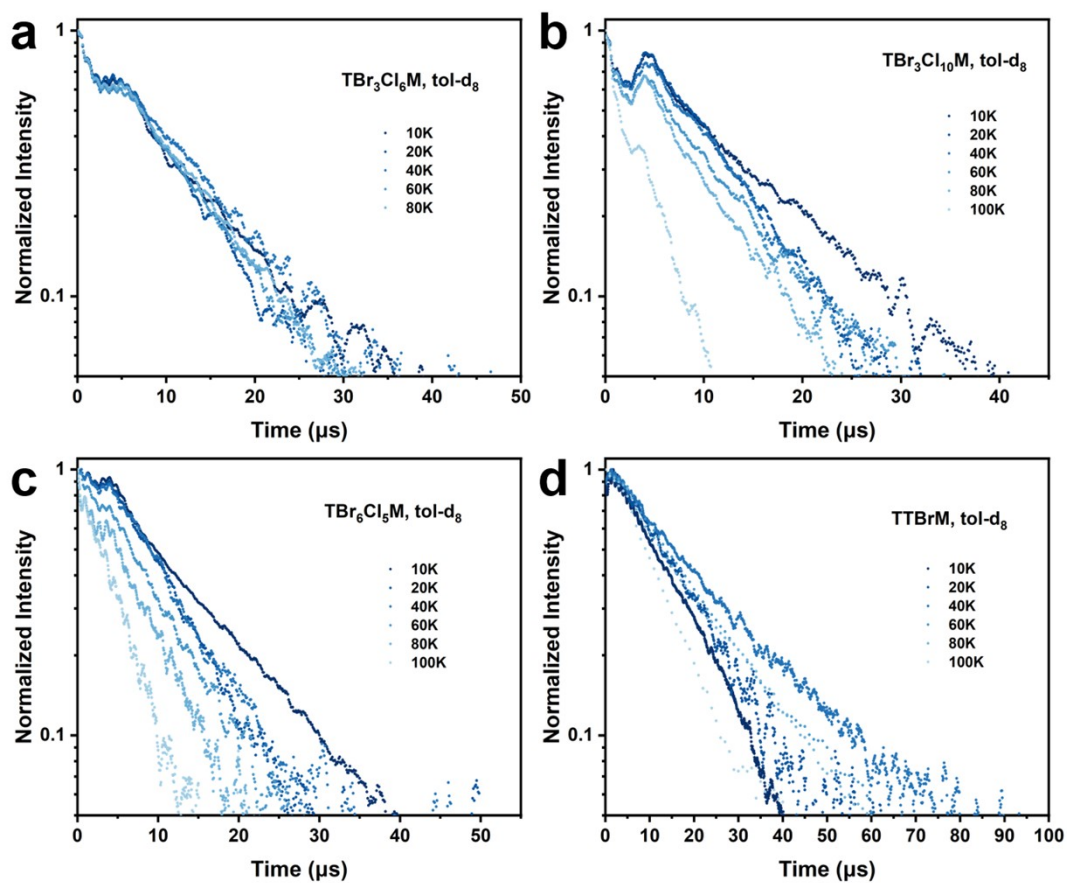 a
TBr₃Cl₆M, tol-d₈
10K
20K
40K
60K
80K
Normalized Intensity
1
0.1
0 10 20 30 40 50
Time (µs)
b
TBr₃Cl₁₀M, tol-d₈
10K
20K
40K
60K
80K
100K
Normalized Intensity
1
0.1
0 10 20 30 40
Time (µs)
c
TBr₆Cl₅M, tol-d₈
10K
20K
40K
60K
80K
100K
Normalized Intensity
1
0.1
0 10 20 30 40 50
Time (µs)
d
TTBrM, tol-d₈
10K
20K
40K
60K
80K
100K
Normalized Intensity
1
0.1
0 10 20 30 40 50 60 70 80 90 100
Time (µs)